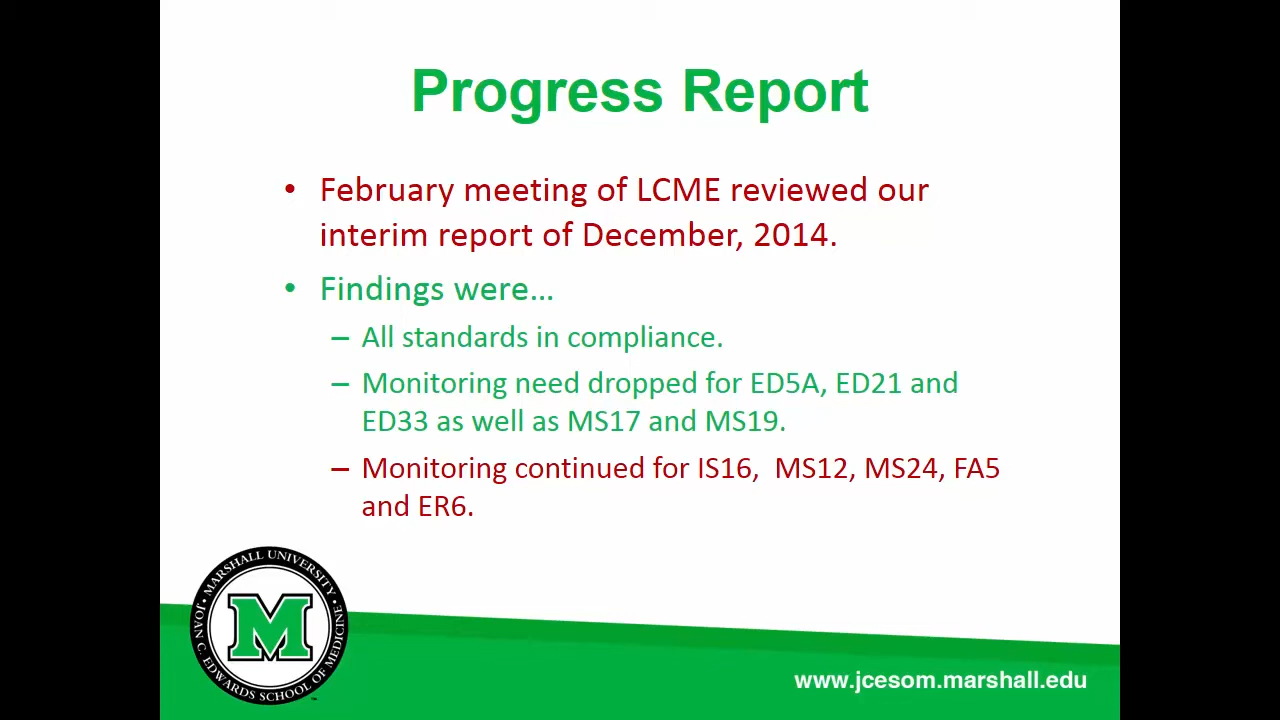 Progress Report
• February meeting of LCME reviewed our
interim report of December, 2014.
• Findings were...
– All standards in compliance.
– Monitoring need dropped for ED5A, ED21 and
ED33 as well as MS17 and MS19.
– Monitoring continued for IS16,  MS12, MS24, FA5
and ER6.
• MARSHALL UNIVERSITY •
JOAN C. EDWARDS SCHOOL OF MEDICINE
M
www.jcesom.marshall.edu